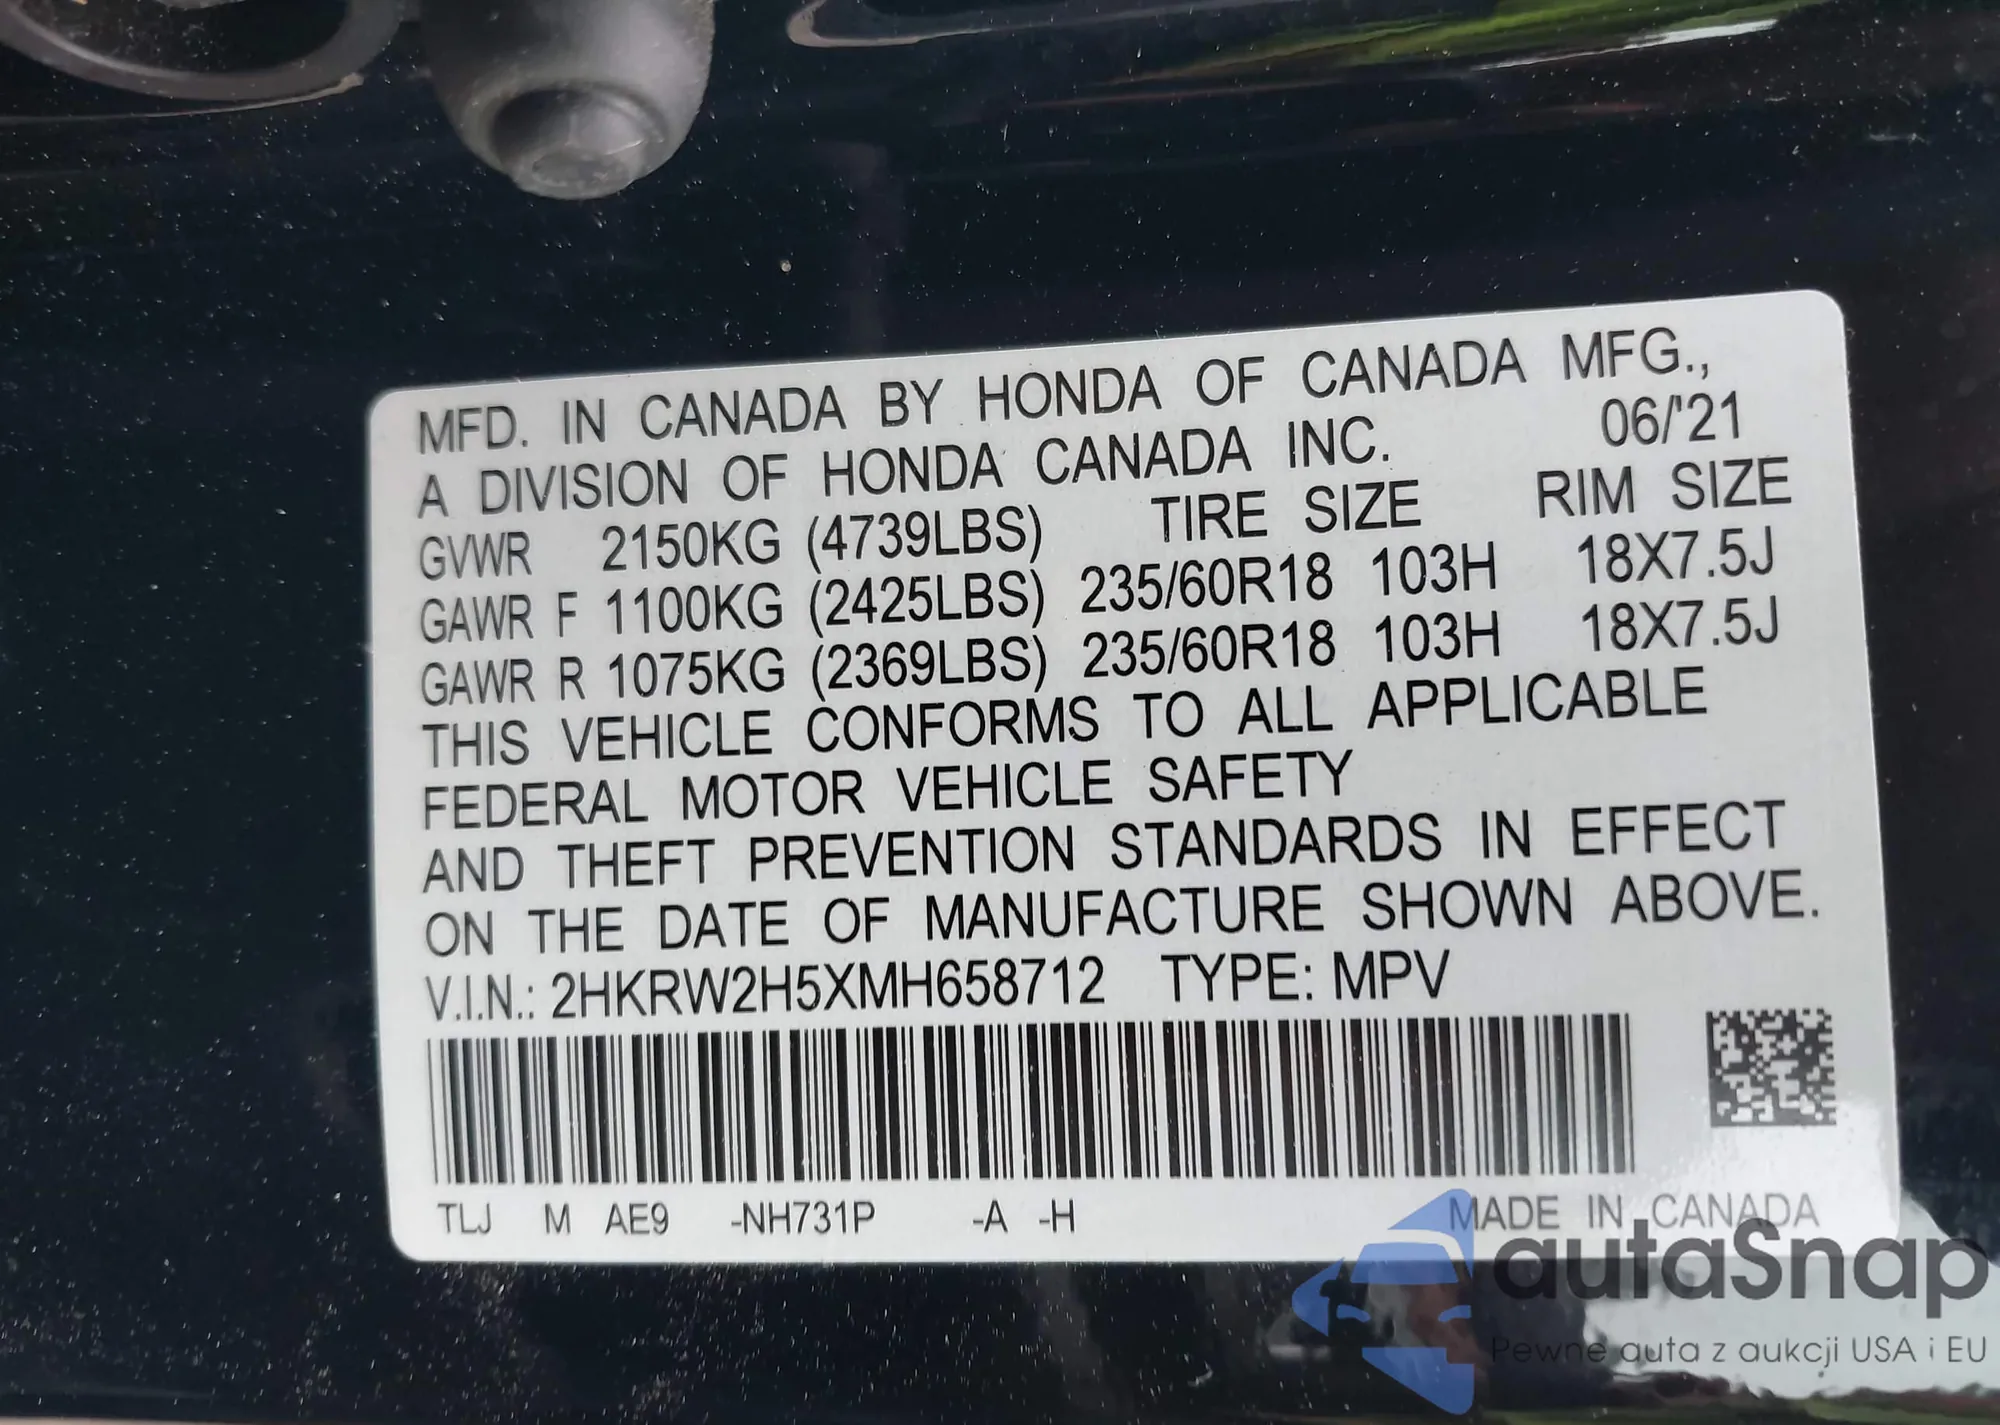 MFD. IN CANADA BY HONDA OF CANADA MFG.,
A DIVISION OF HONDA CANADA INC. 06/'21
GVWR 2150KG (4739LBS) TIRE SIZE RIM SIZE
GAWR F 1100KG (2425LBS) 235/60R18 103H 18X7.5J
GAWR R 1075KG (2369LBS) 235/60R18 103H 18X7.5J
THIS VEHICLE CONFORMS TO ALL APPLICABLE
FEDERAL MOTOR VEHICLE SAFETY
AND THEFT PREVENTION STANDARDS IN EFFECT
ON THE DATE OF MANUFACTURE SHOWN ABOVE.
V.I.N.: 2HKRW2H5XMH658712 TYPE: MPV
TLJ M AE9 -NH731P -A -H MADE IN CANADA
autaSnap
Pewne auta z aukcji USA i EU